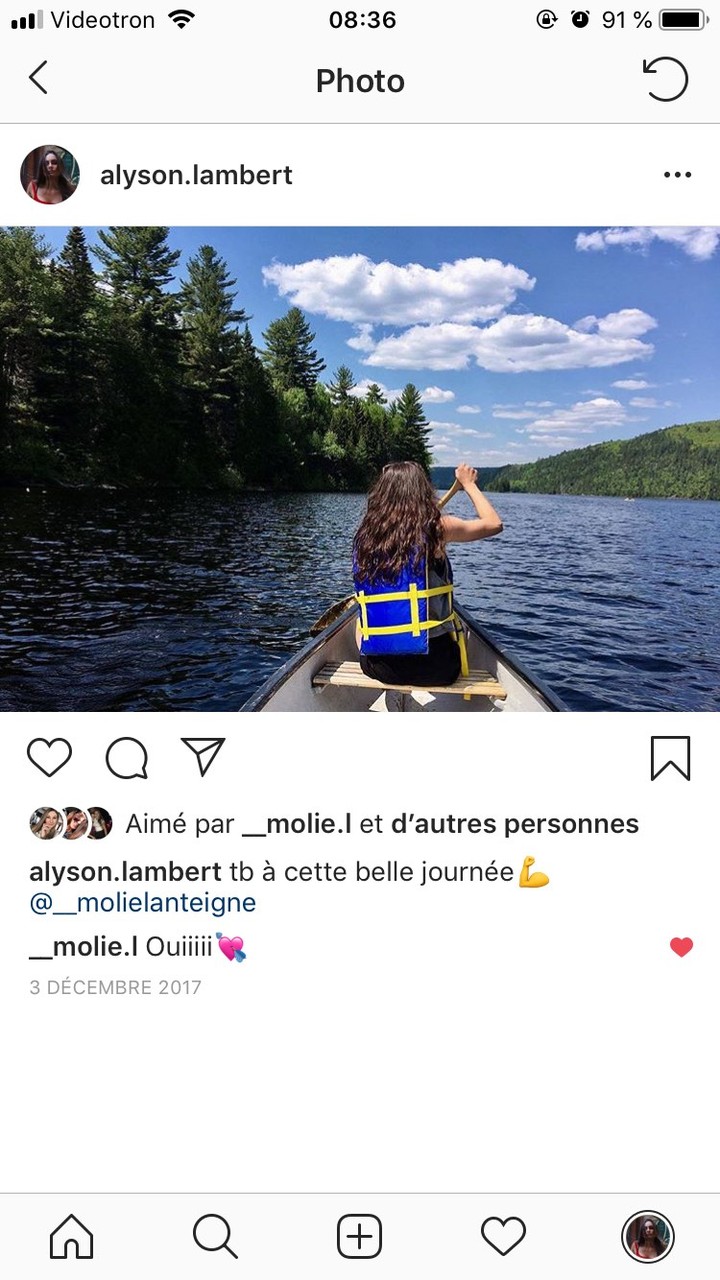 Videotron 08:36 91 %
Photo
alyson.lambert
Aimé par __molie.l et d’autres personnes
alyson.lambert tb à cette belle journée💪
@__molielanteigne
__molie.l Ouiiiii💘
3 DÉCEMBRE 2017